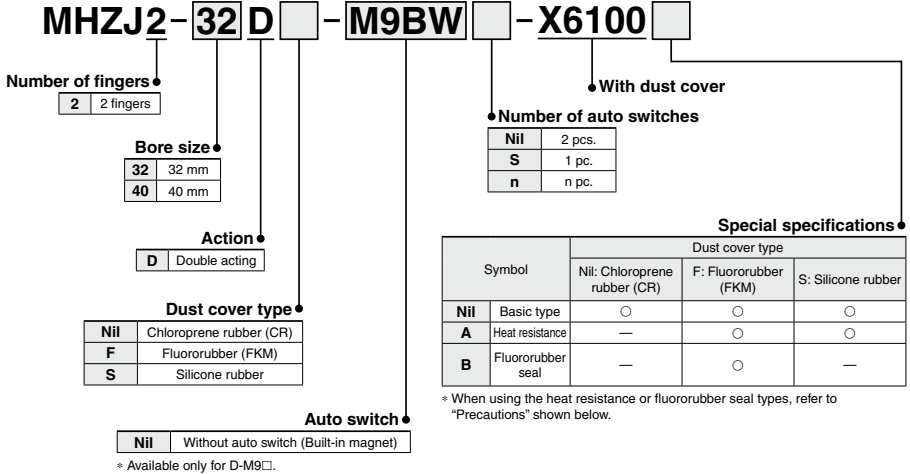 MHZJ2-32D□-M9BW□-X6100□
Number of fingers
2 2 fingers
Bore size
32 32 mm
40 40 mm
Action
D Double acting
Dust cover type
Nil Chloroprene rubber (CR)
F Fluororubber (FKM)
S Silicone rubber
Auto switch
Nil Without auto switch (Built-in magnet)
* Available only for D-M9□.
With dust cover
Number of auto switches
Nil 2 pcs.
S 1 pc.
n n pc.
Special specifications
Symbol
Dust cover type
Nil: Chloroprene
rubber (CR)
F: Fluororubber
(FKM)
S: Silicone rubber
Nil Basic type ○ ○ ○
A Heat resistance — ○ ○
B Fluororubber
seal — ○ —
* When using the heat resistance or fluororubber seal types, refer to
“Precautions” shown below.